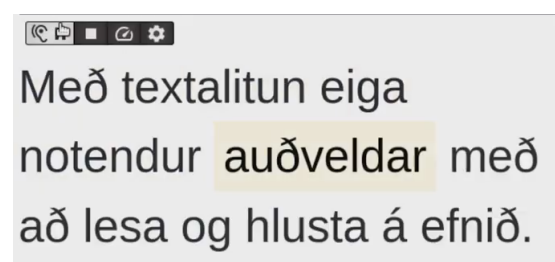 Með textalitun eiga
notendur auðveldar með
að lesa og hlusta á efnið.